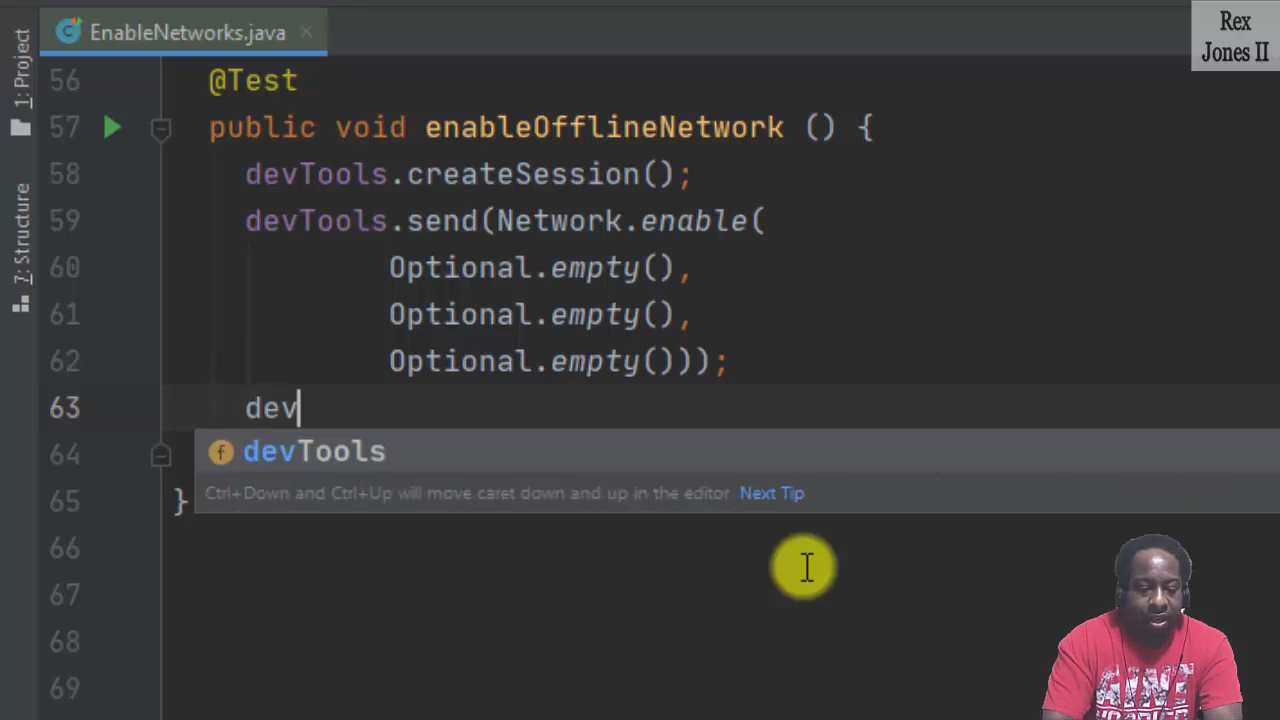 EnableNetworks.java
Rex
Jones II
1: Project
7: Structure
56 @Test
57 public void enableOfflineNetwork () {
58 devTools.createSession();
59 devTools.send(Network.enable(
60 Optional.empty(),
61 Optional.empty(),
62 Optional.empty()));
63 dev
64 f devTools
Ctrl+Down and Ctrl+Up will move caret down and up in the editor Next Tip
65 }
66
67
68
69